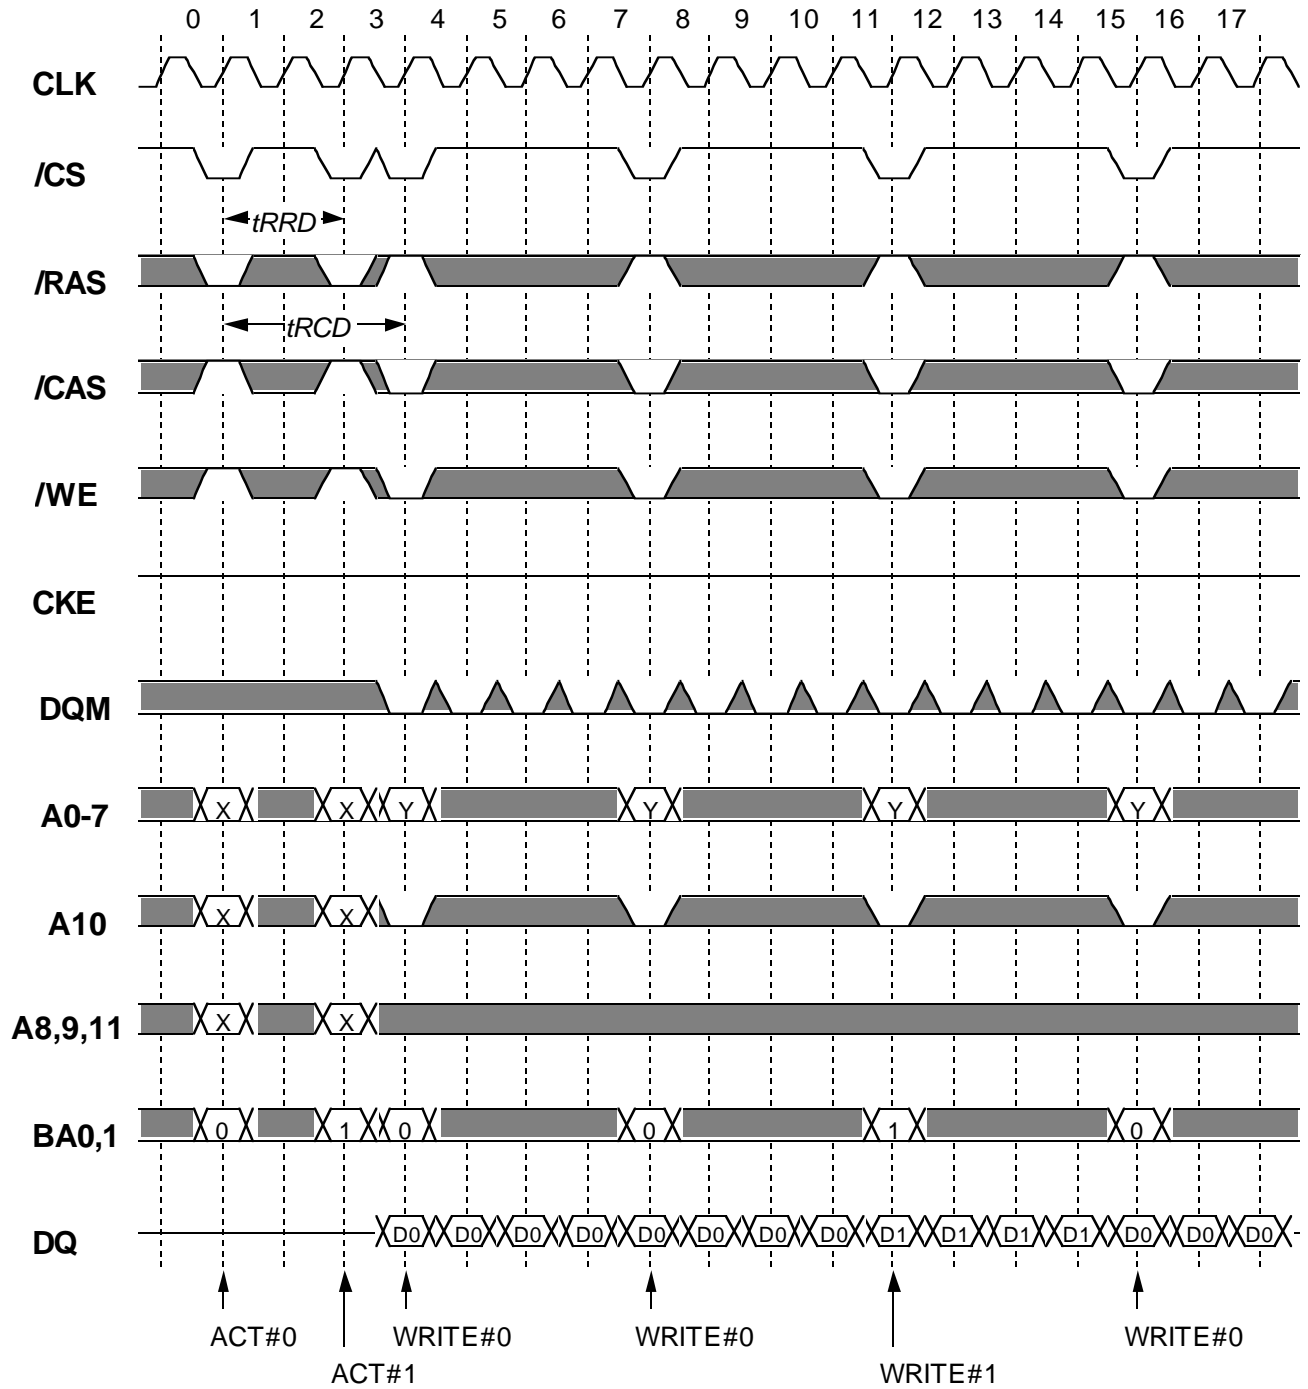 0 1 2 3 4 5 6 7 8 9 10 11 12 13 14 15 16 17
CLK
/CS
tRRD
/RAS
tRCD
/CAS
/WE
CKE
DQM
A0-7 X X Y Y Y Y
A10 X X
A8,9,11 X X
BA0,1 0 1 0 0 1 0
DQ D0 D0 D0 D0 D0 D0 D0 D0 D1 D1 D1 D1 D0 D0 D0
ACT#0 WRITE#0 WRITE#0 WRITE#0
ACT#1 WRITE#1